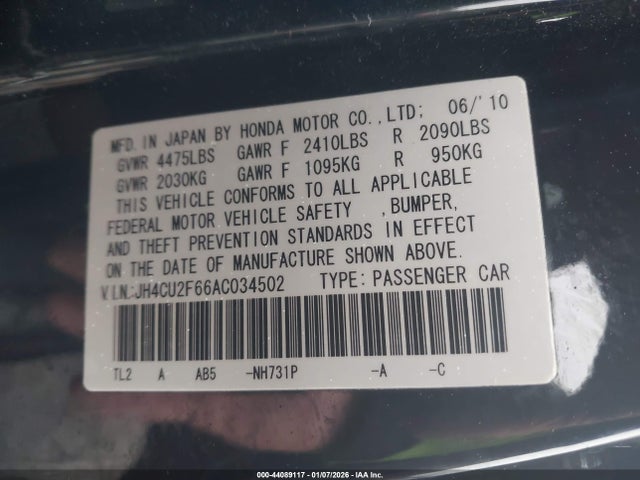 MFD. IN JAPAN BY HONDA MOTOR CO.,LTD; 06/'10
GVWR 4475LBS GAWR F 2410LBS R 2090LBS
GVWR 2030KG GAWR F 1095KG R 950KG
THIS VEHICLE CONFORMS TO ALL APPLICABLE
FEDERAL MOTOR VEHICLE SAFETY ,BUMPER,
AND THEFT PREVENTION STANDARDS IN EFFECT
ON THE DATE OF MANUFACTURE SHOWN ABOVE.
V.I.N:JH4CU2F66AC034502 TYPE: PASSENGER CAR
TL2 A AB5 -NH731P -A -C
000-44089117 - 01/07/2026 - IAA Inc.